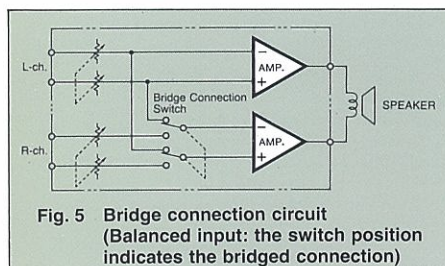 L-ch.
−
AMP.
+
Bridge Connection
Switch
SPEAKER
R-ch.
−
AMP.
+
Fig. 5 Bridge connection circuit
(Balanced input: the switch position
indicates the bridged connection)